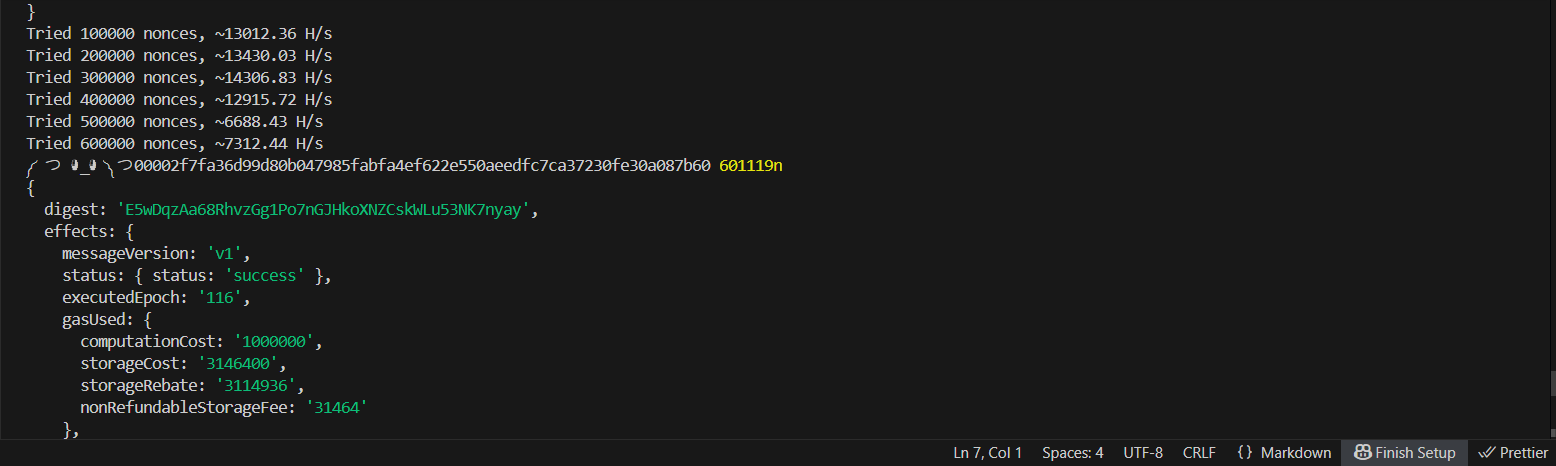 }
Tried 100000 nonces, ~13012.36 H/s
Tried 200000 nonces, ~13430.03 H/s
Tried 300000 nonces, ~14306.83 H/s
Tried 400000 nonces, ~12915.72 H/s
Tried 500000 nonces, ~6688.43 H/s
Tried 600000 nonces, ~7312.44 H/s
༼ つ ◕_◕ ༽つ00002f7fa36d99d80b047985fabfa4ef622e550aeedfc7ca37230fe30a087b60 601119n
{
  digest: 'E5wDqzAa68RhvzGg1Po7nGJHkoXNZCskWLu53NK7nyay',
  effects: {
    messageVersion: 'v1',
    status: { status: 'success' },
    executedEpoch: '116',
    gasUsed: {
      computationCost: '1000000',
      storageCost: '3146400',
      storageRebate: '3114936',
      nonRefundableStorageFee: '31464'
    },
Ln 7, Col 1 Spaces: 4 UTF-8 CRLF {} Markdown Finish Setup Prettier